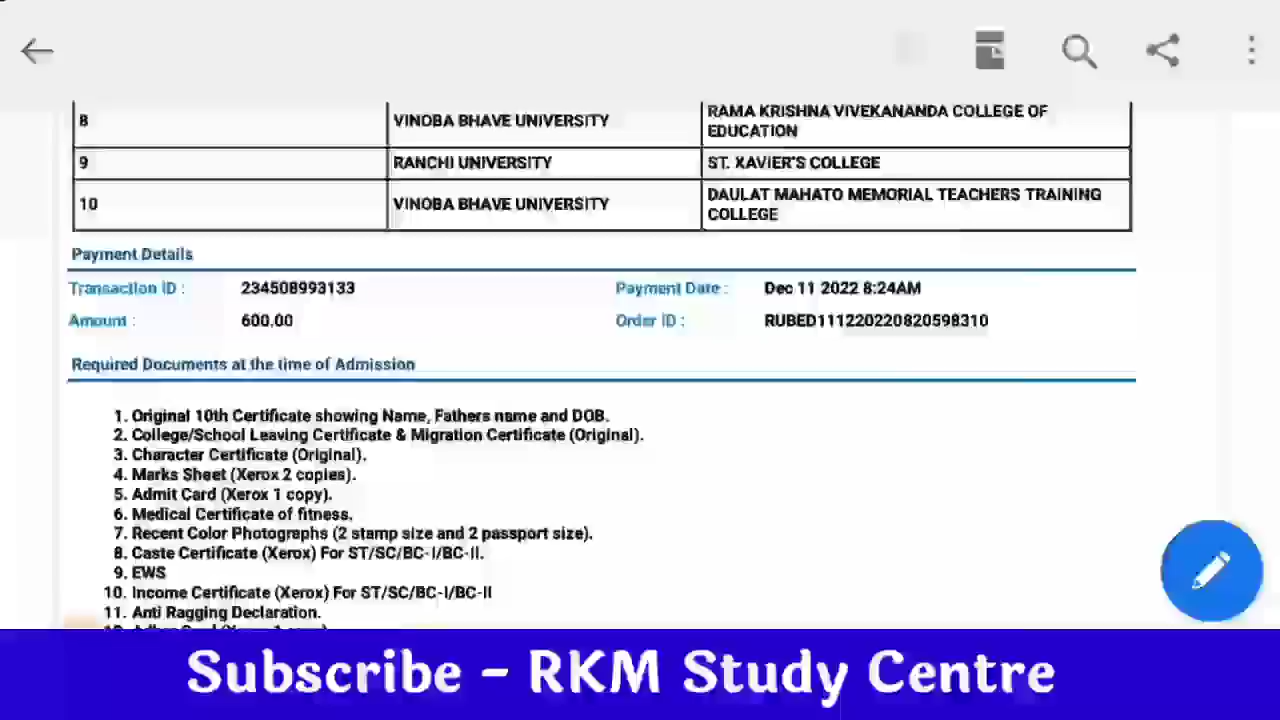 8 VINOBA BHAVE UNIVERSITY RAMA KRISHNA VIVEKANANDA COLLEGE OF
EDUCATION
9 RANCHI UNIVERSITY ST. XAVIER'S COLLEGE
10 VINOBA BHAVE UNIVERSITY DAULAT MAHATO MEMORIAL TEACHERS TRAINING
COLLEGE
Payment Details
Transaction ID : 234508993133 Payment Date : Dec 11 2022 8:24AM
Amount : 600.00 Order ID : RUBED111220220820598310
Required Documents at the time of Admission
1. Original 10th Certificate showing Name, Fathers name and DOB.
2. College/School Leaving Certificate & Migration Certificate (Original).
3. Character Certificate (Original).
4. Marks Sheet (Xerox 2 copies).
5. Admit Card (Xerox 1 copy).
6. Medical Certificate of fitness.
7. Recent Color Photographs (2 stamp size and 2 passport size).
8. Caste Certificate (Xerox) For ST/SC/BC-I/BC-II.
9. EWS
10. Income Certificate (Xerox) For ST/SC/BC-I/BC-II
11. Anti Ragging Declaration.
Subscribe - RKM Study Centre